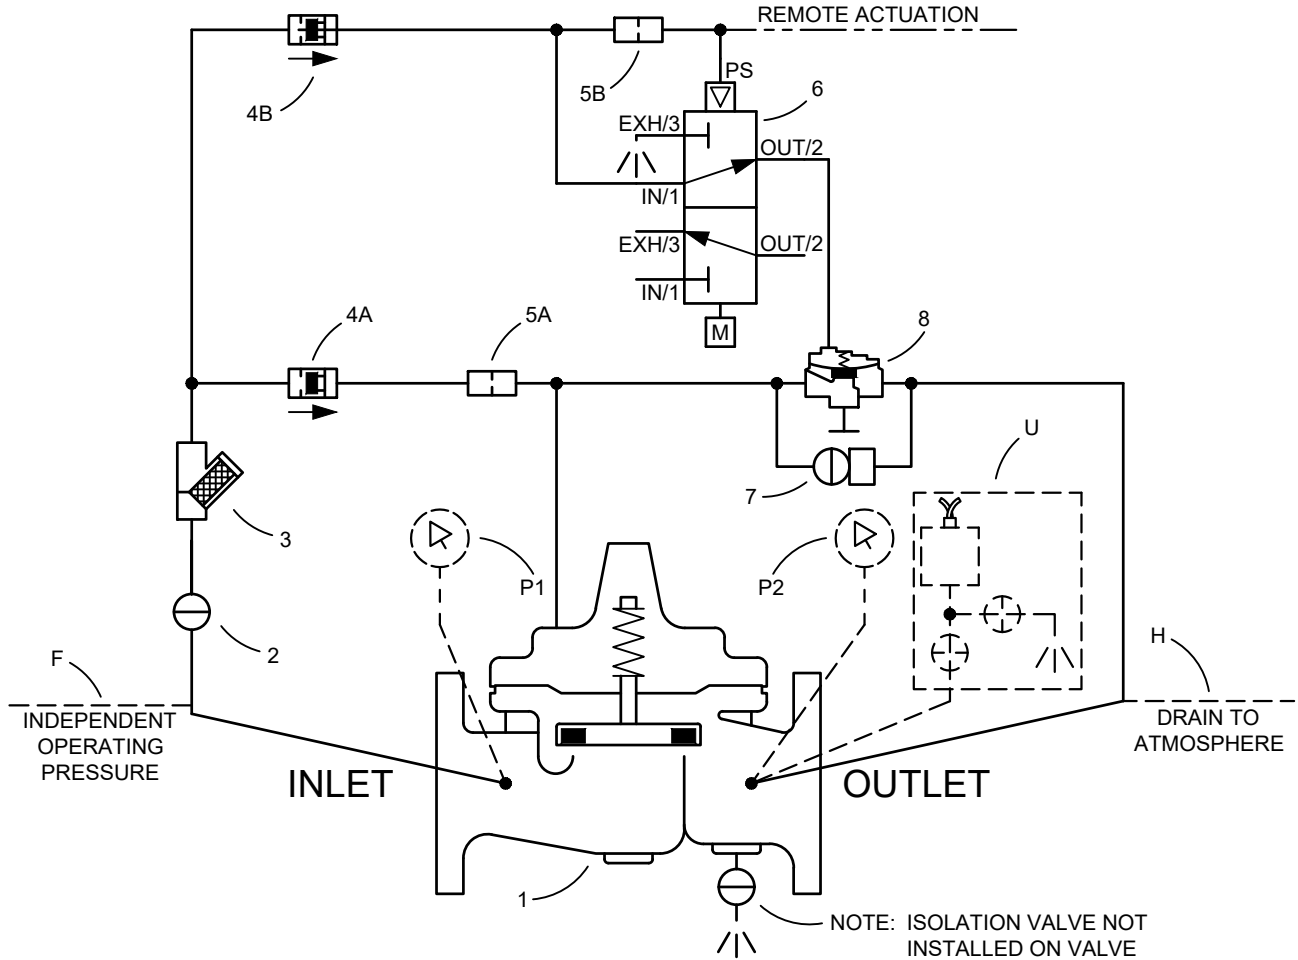 REMOTE ACTUATION
4B
5B
PS
6
EXH/3
OUT/2
IN/1
EXH/3
OUT/2
IN/1
M
4A
5A
8
7
U
3
P1
P2
2
F
H
INDEPENDENT
OPERATING
PRESSURE
DRAIN TO
ATMOSPHERE
INLET
OUTLET
1
NOTE: ISOLATION VALVE NOT
INSTALLED ON VALVE